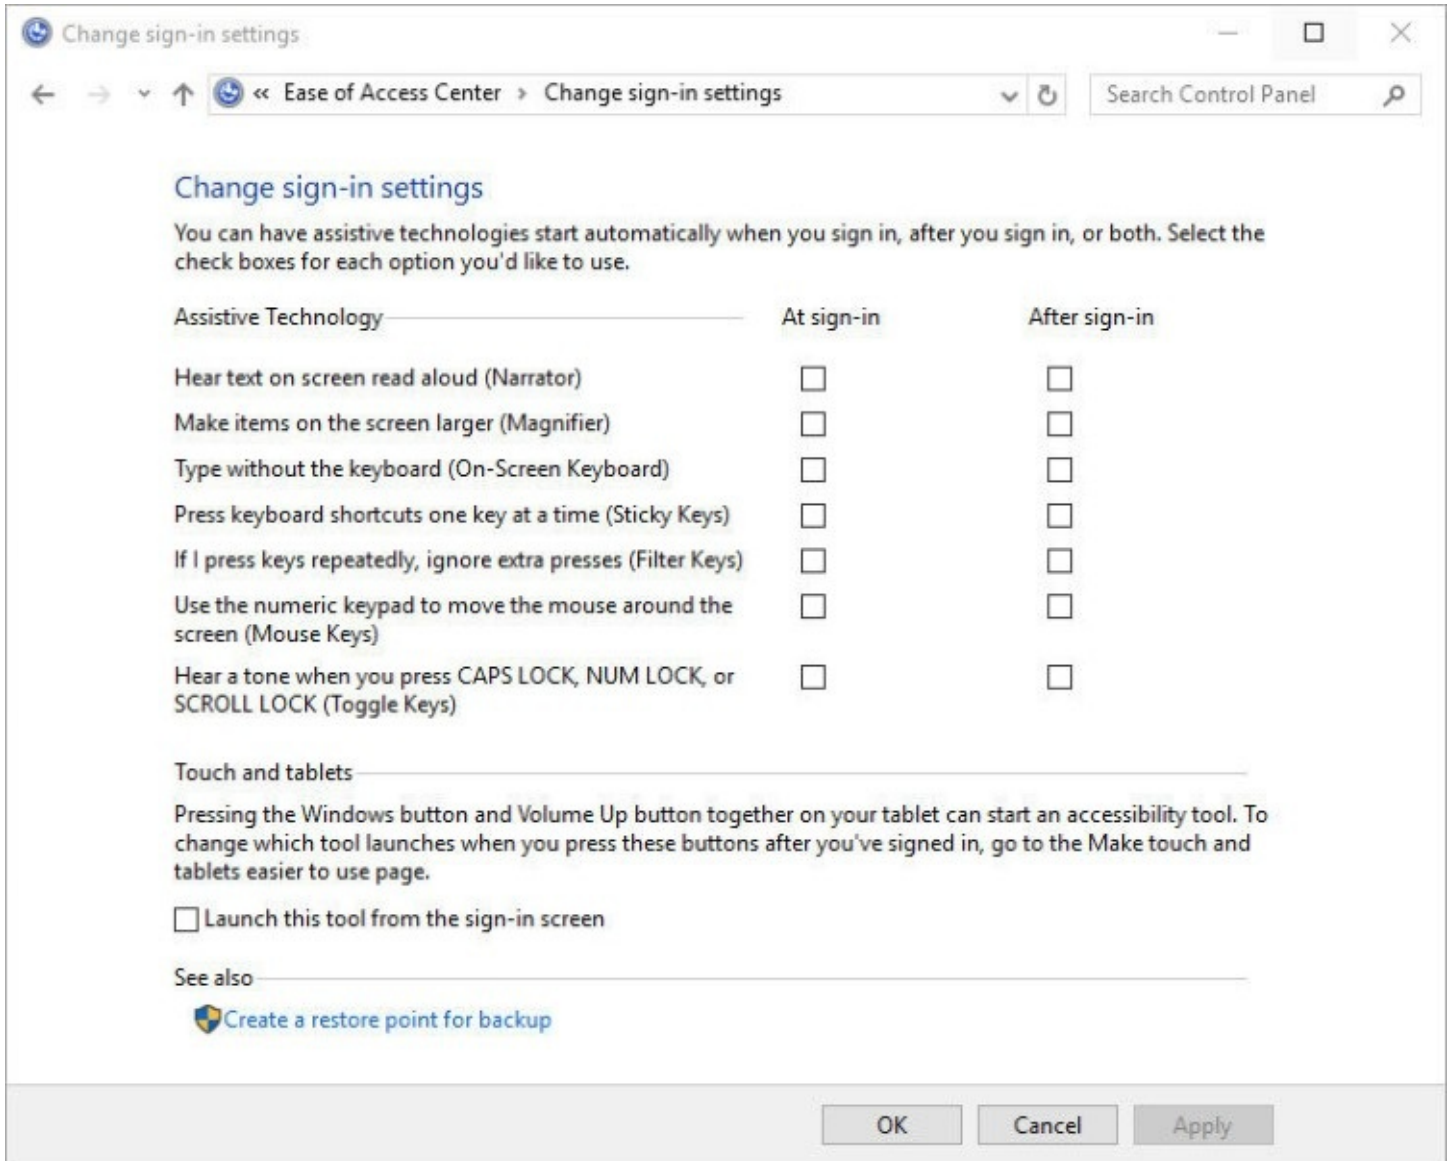 Change sign-in settings
« Ease of Access Center › Change sign-in settings
Search Control Panel
Change sign-in settings
You can have assistive technologies start automatically when you sign in, after you sign in, or both. Select the
check boxes for each option you'd like to use.
Assistive Technology At sign-in After sign-in
Hear text on screen read aloud (Narrator)
Make items on the screen larger (Magnifier)
Type without the keyboard (On-Screen Keyboard)
Press keyboard shortcuts one key at a time (Sticky Keys)
If I press keys repeatedly, ignore extra presses (Filter Keys)
Use the numeric keypad to move the mouse around the
screen (Mouse Keys)
Hear a tone when you press CAPS LOCK, NUM LOCK, or
SCROLL LOCK (Toggle Keys)
Touch and tablets
Pressing the Windows button and Volume Up button together on your tablet can start an accessibility tool. To
change which tool launches when you press these buttons after you've signed in, go to the Make touch and
tablets easier to use page.
Launch this tool from the sign-in screen
See also
Create a restore point for backup
OK Cancel Apply